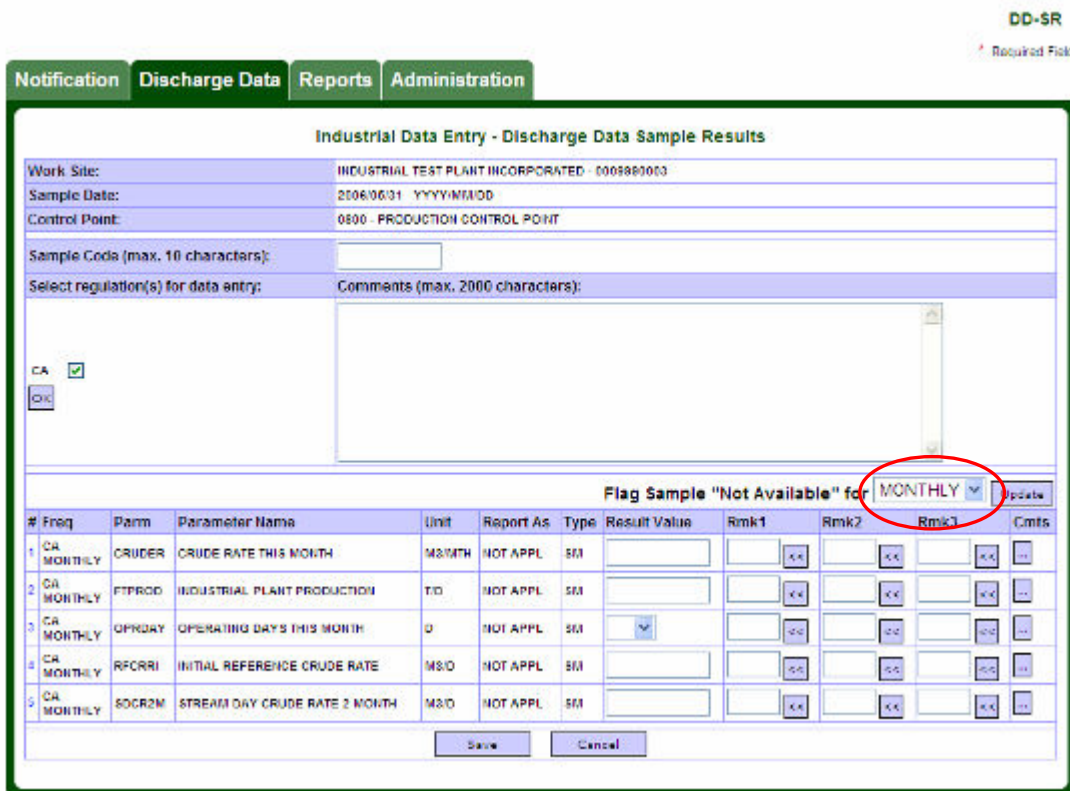 DD-SR
* Required Fiel
Notification Discharge Data Reports Administration
Industrial Data Entry - Discharge Data Sample Results
Work Site: INDUSTRIAL TEST PLANT INCORPORATED - 0009880003
Sample Date: 2006/05/31 YYYY/MM/DD
Control Point: 0800 - PRODUCTION CONTROL POINT
Sample Code (max. 10 characters):
Select regulation(s) for data entry: Comments (max. 2000 characters):
CA
OK
Flag Sample "Not Available" for MONTHLY Update
# Freq Parm Parameter Name Unit Report As Type Result Value Rmk1 Rmk2 Rmk3 Cmts
1 CA MONTHLY CRUDER CRUDE RATE THIS MONTH M3/MTH NOT APPL SM << << << ...
2 CA MONTHLY FTPROD INDUSTRIAL PLANT PRODUCTION T/D NOT APPL SM << << << ...
3 CA MONTHLY OPRDAY OPERATING DAYS THIS MONTH D NOT APPL SM << << << ...
4 CA MONTHLY RFCRRI INITIAL REFERENCE CRUDE RATE M3/D NOT APPL SM << << << ...
5 CA MONTHLY SDCR2M STREAM DAY CRUDE RATE 2 MONTH M3/D NOT APPL SM << << << ...
Save Cancel